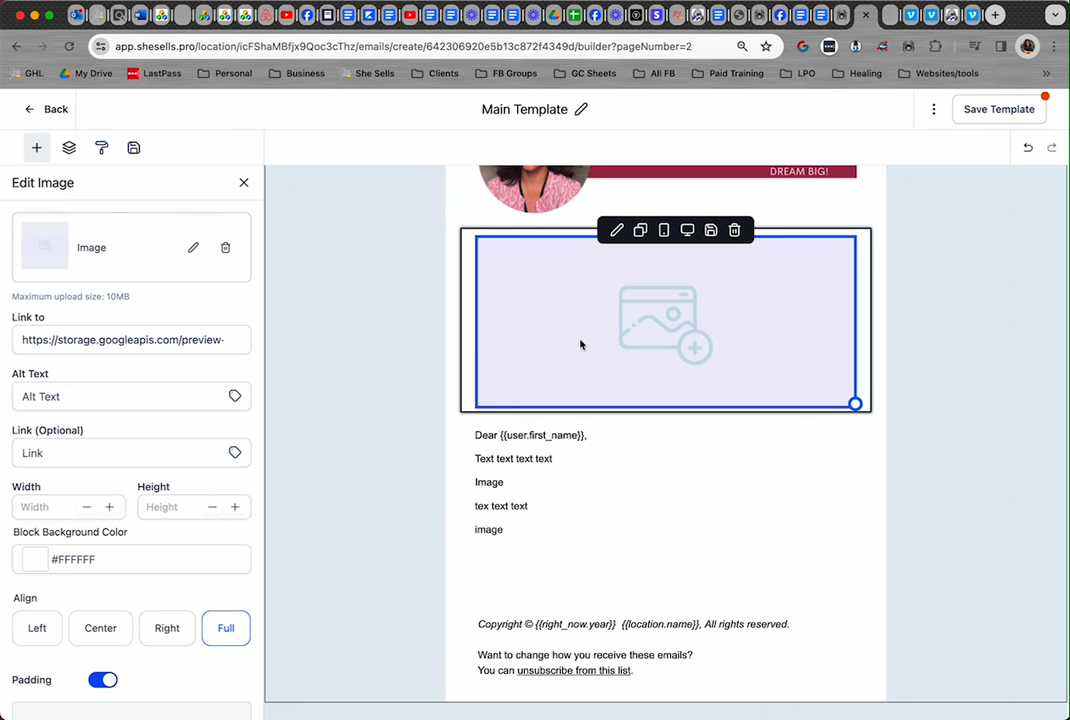 app.shesells.pro/location/icFShaMBfjx9Qoc3cThz/emails/create/642306920e5b13c872f4349d/builder?pageNumber=2
GHL
My Drive
LastPass
Personal
Business
She Sells
Clients
FB Groups
GC Sheets
All FB
Paid Training
LPO
Healing
Websites/tools
Back
Main Template
Save Template
Edit Image
DREAM BIG!
Image
Maximum upload size: 10MB
Link to
https://storage.googleapis.com/preview-
Alt Text
Alt Text
Link (Optional)
Link
Width
Height
Width
Height
Block Background Color
#FFFFFF
Align
Left
Center
Right
Full
Padding
Dear {{user.first_name}},
Text text text text
Image
tex text text
image
Copyright © {{right_now.year}} {{location.name}}, All rights reserved.
Want to change how you receive these emails?
You can unsubscribe from this list.